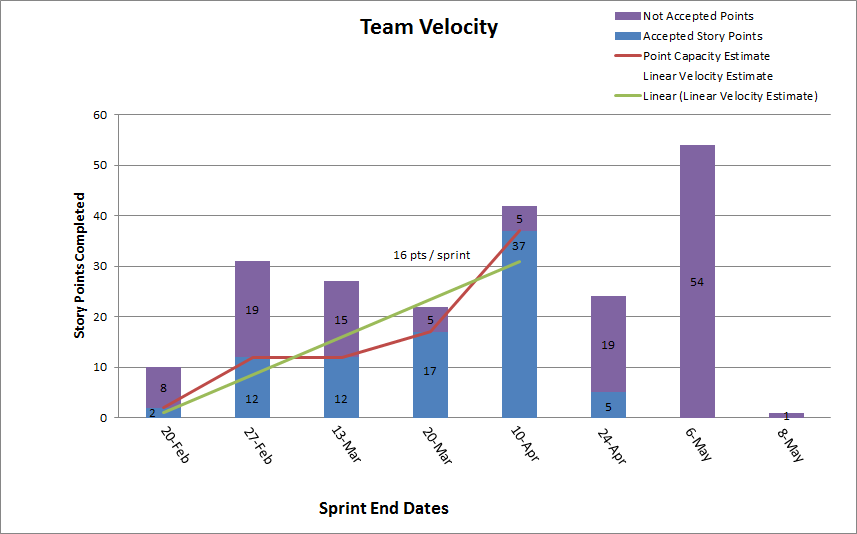 Team Velocity
Not Accepted Points
Accepted Story Points
Point Capacity Estimate
Linear Velocity Estimate
Linear (Linear Velocity Estimate)
Story Points Completed
60
50
40
30
20
10
0
16 pts / sprint
8
2
19
12
15
12
5
17
5
37
19
5
54
1
20-Feb
27-Feb
13-Mar
20-Mar
10-Apr
24-Apr
6-May
8-May
Sprint End Dates